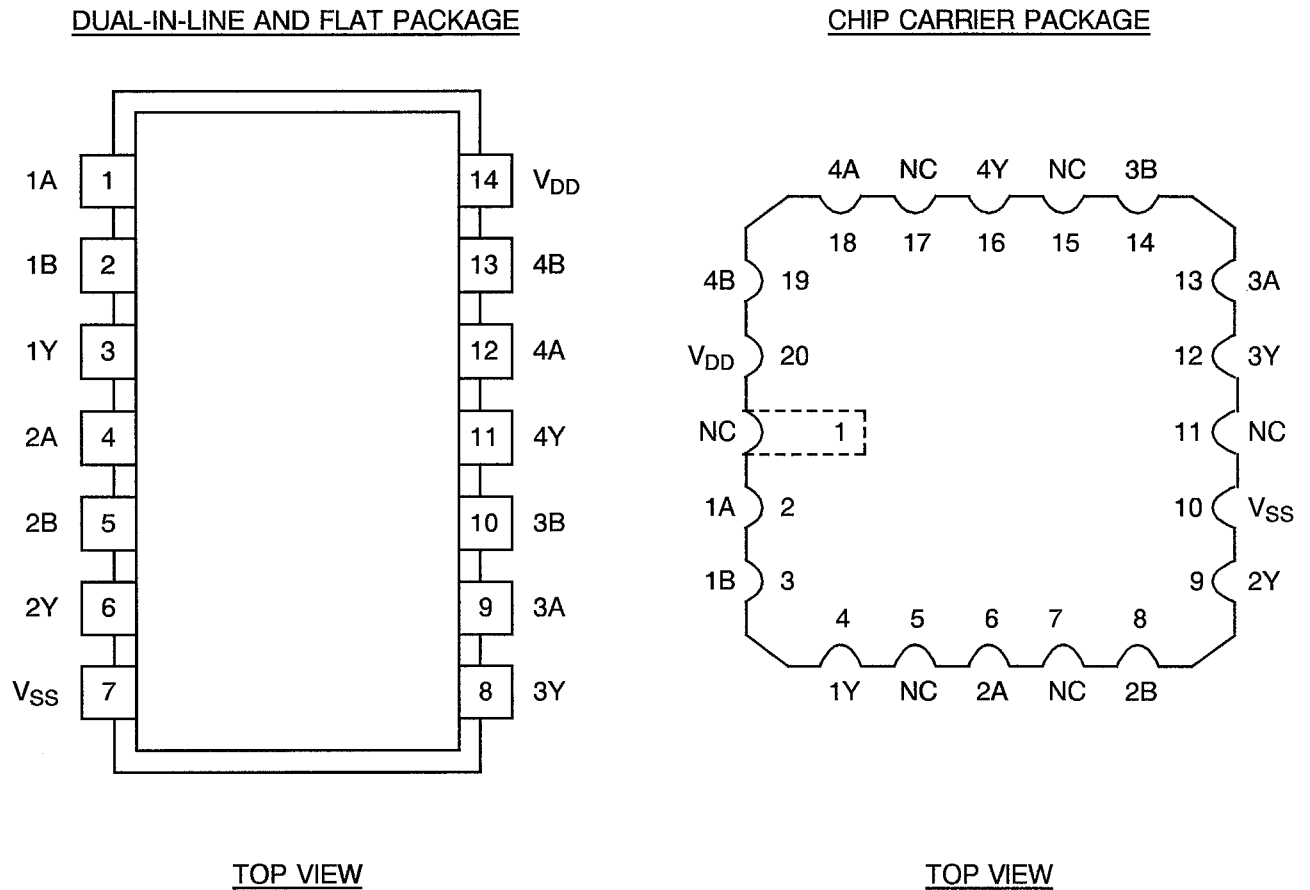 DUAL-IN-LINE AND FLAT PACKAGE
1A 1 14 VDD
1B 2 13 4B
1Y 3 12 4A
2A 4 11 4Y
2B 5 10 3B
2Y 6 9 3A
VSS 7 8 3Y
TOP VIEW
CHIP CARRIER PACKAGE
4A NC 4Y NC 3B
18 17 16 15 14
4B 19 13 3A
VDD 20 12 3Y
NC 1 11 NC
1A 2 10 VSS
1B 3 9 2Y
4 5 6 7 8
1Y NC 2A NC 2B
TOP VIEW